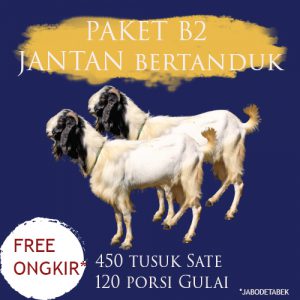 PAKET B2
JANTAN BERTANDUK
FREE
ONGKIR*
450 TUSUK SATE
120 PORSI GULAI
*JABODETABEK